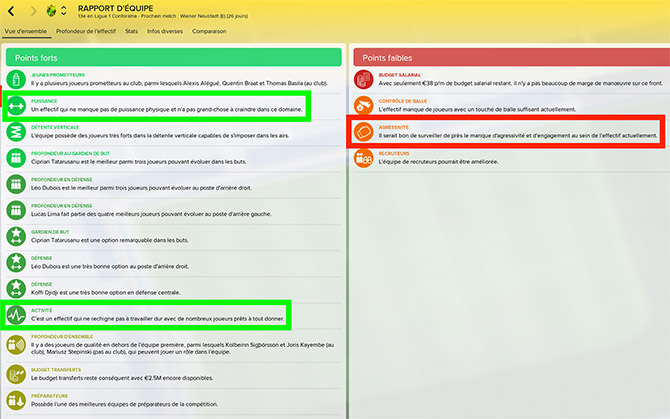 RAPPORT D'ÉQUIPE
13e en Ligue 1 Conforama - Prochain match : Wiener Neustadt (E) (26 jours)
Vue d'ensemble Profondeur de l'effectif Stats Infos diverses Comparaison
Points forts
JEUNES PROMETTEURS
Il y a plusieurs joueurs prometteurs au club, parmi lesquels Alexis Alégué, Quentin Braat et Thomas Basila (au club).
PUISSANCE
Un effectif qui ne manque pas de puissance physique et n'a pas grand-chose à craindre dans ce domaine.
DÉTENTE VERTICALE
L'équipe possède des joueurs très forts dans la détente verticale capables de s'imposer dans les airs.
PROFONDEUR AU GARDIEN DE BUT
Ciprian Tatarusanu est le meilleur parmi trois joueurs pouvant évoluer dans les buts.
PROFONDEUR EN DÉFENSE
Léo Dubois est le meilleur parmi trois joueurs pouvant évoluer au poste d'arrière droit.
PROFONDEUR EN DÉFENSE
Lucas Lima fait partie des quatre meilleurs joueurs pouvant évoluer au poste d'arrière gauche.
GARDIEN DE BUT
Ciprian Tatarusanu est une option remarquable dans les buts.
DÉFENSE
Léo Dubois est une très bonne option au poste d'arrière droit.
DÉFENSE
Koffi Djidji est une très bonne option en défense centrale.
ACTIVITÉ
C'est un effectif qui ne rechigne pas à travailler dur avec de nombreux joueurs prêts à tout donner.
PROFONDEUR D'ENSEMBLE
Il y a des joueurs de qualité en dehors de l'équipe première, parmi lesquels Kolbeinn Sigþórsson et Joris Kayembe (au
club), Mariusz Stepinski (pas au club), qui peuvent jouer un rôle dans l'équipe.
BUDGET TRANSFERTS
Le budget transferts reste conséquent avec €2.5M encore disponibles.
PRÉPARATEURS
Possède l'une des meilleures équipes de préparateurs de la compétition.
Points faibles
BUDGET SALARIAL
Avec seulement €38 p/m de budget salarial restant, il n'y a pas beaucoup de marge de manœuvre sur ce front.
CONTRÔLE DE BALLE
L'effectif manque de joueurs avec un touché de balle suffisant actuellement.
AGRESSIVITÉ
Il serait bon de surveiller de près le manque d'agressivité et d'engagement au sein de l'effectif actuellement.
RECRUTEURS
L'équipe de recruteurs pourrait être améliorée.